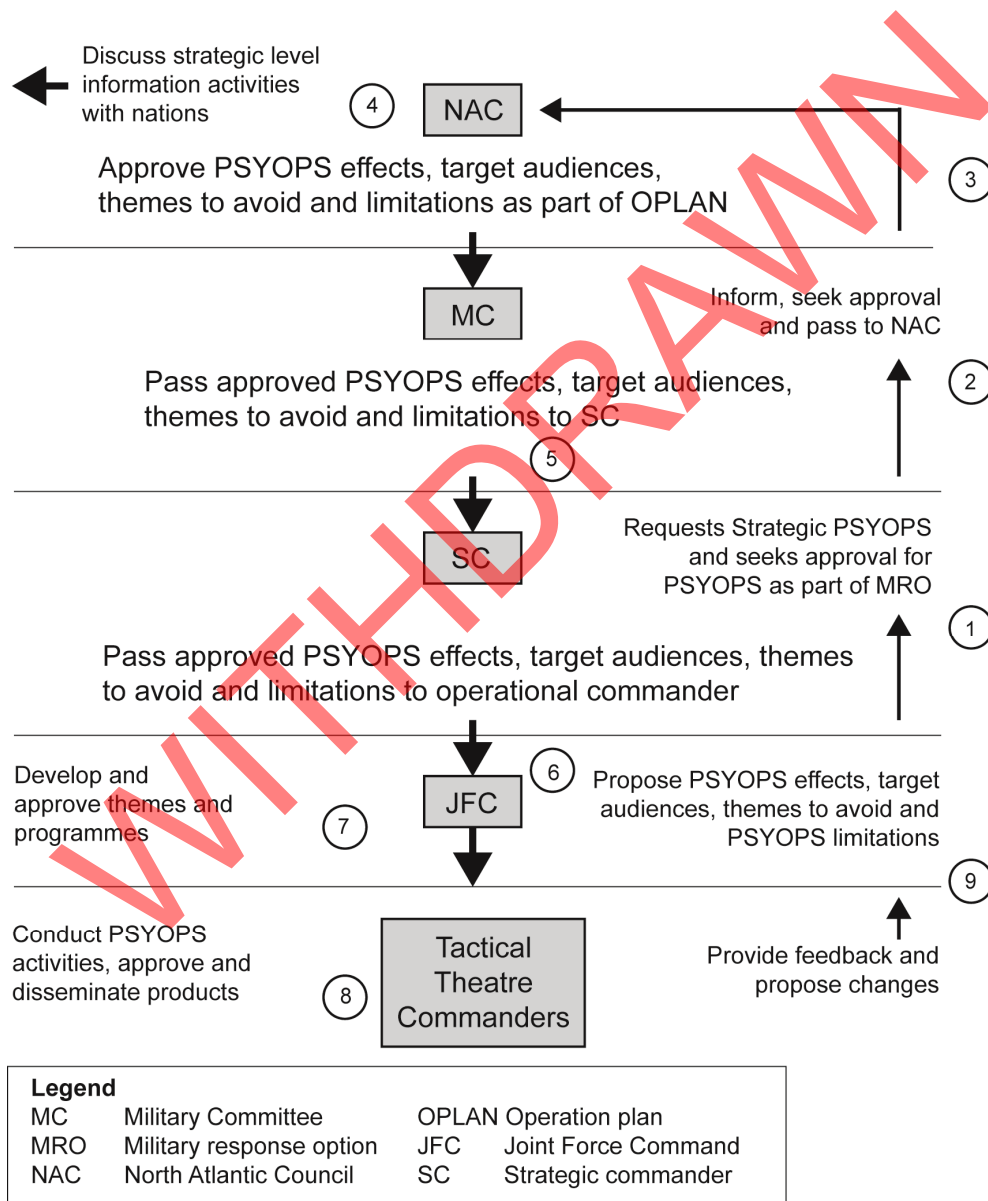 Discuss strategic level
information activities
with nations
4
NAC
3
Approve PSYOPS effects, target audiences,
themes to avoid and limitations as part of OPLAN
MC
Inform, seek approval
and pass to NAC
2
Pass approved PSYOPS effects, target audiences,
themes to avoid and limitations to SC
5
SC
Requests Strategic PSYOPS
and seeks approval for
PSYOPS as part of MRO
1
Pass approved PSYOPS effects, target audiences, themes
to avoid and limitations to operational commander
Develop and
approve themes and
programmes
7
JFC
6
Propose PSYOPS effects, target
audiences, themes to avoid and
PSYOPS limitations
9
Conduct PSYOPS
activities, approve and
disseminate products
8
Tactical
Theatre
Commanders
Provide feedback and
propose changes
WITHDRAWN
Legend
MC Military Committee OPLAN Operation plan
MRO Military response option JFC Joint Force Command
NAC North Atlantic Council SC Strategic commander